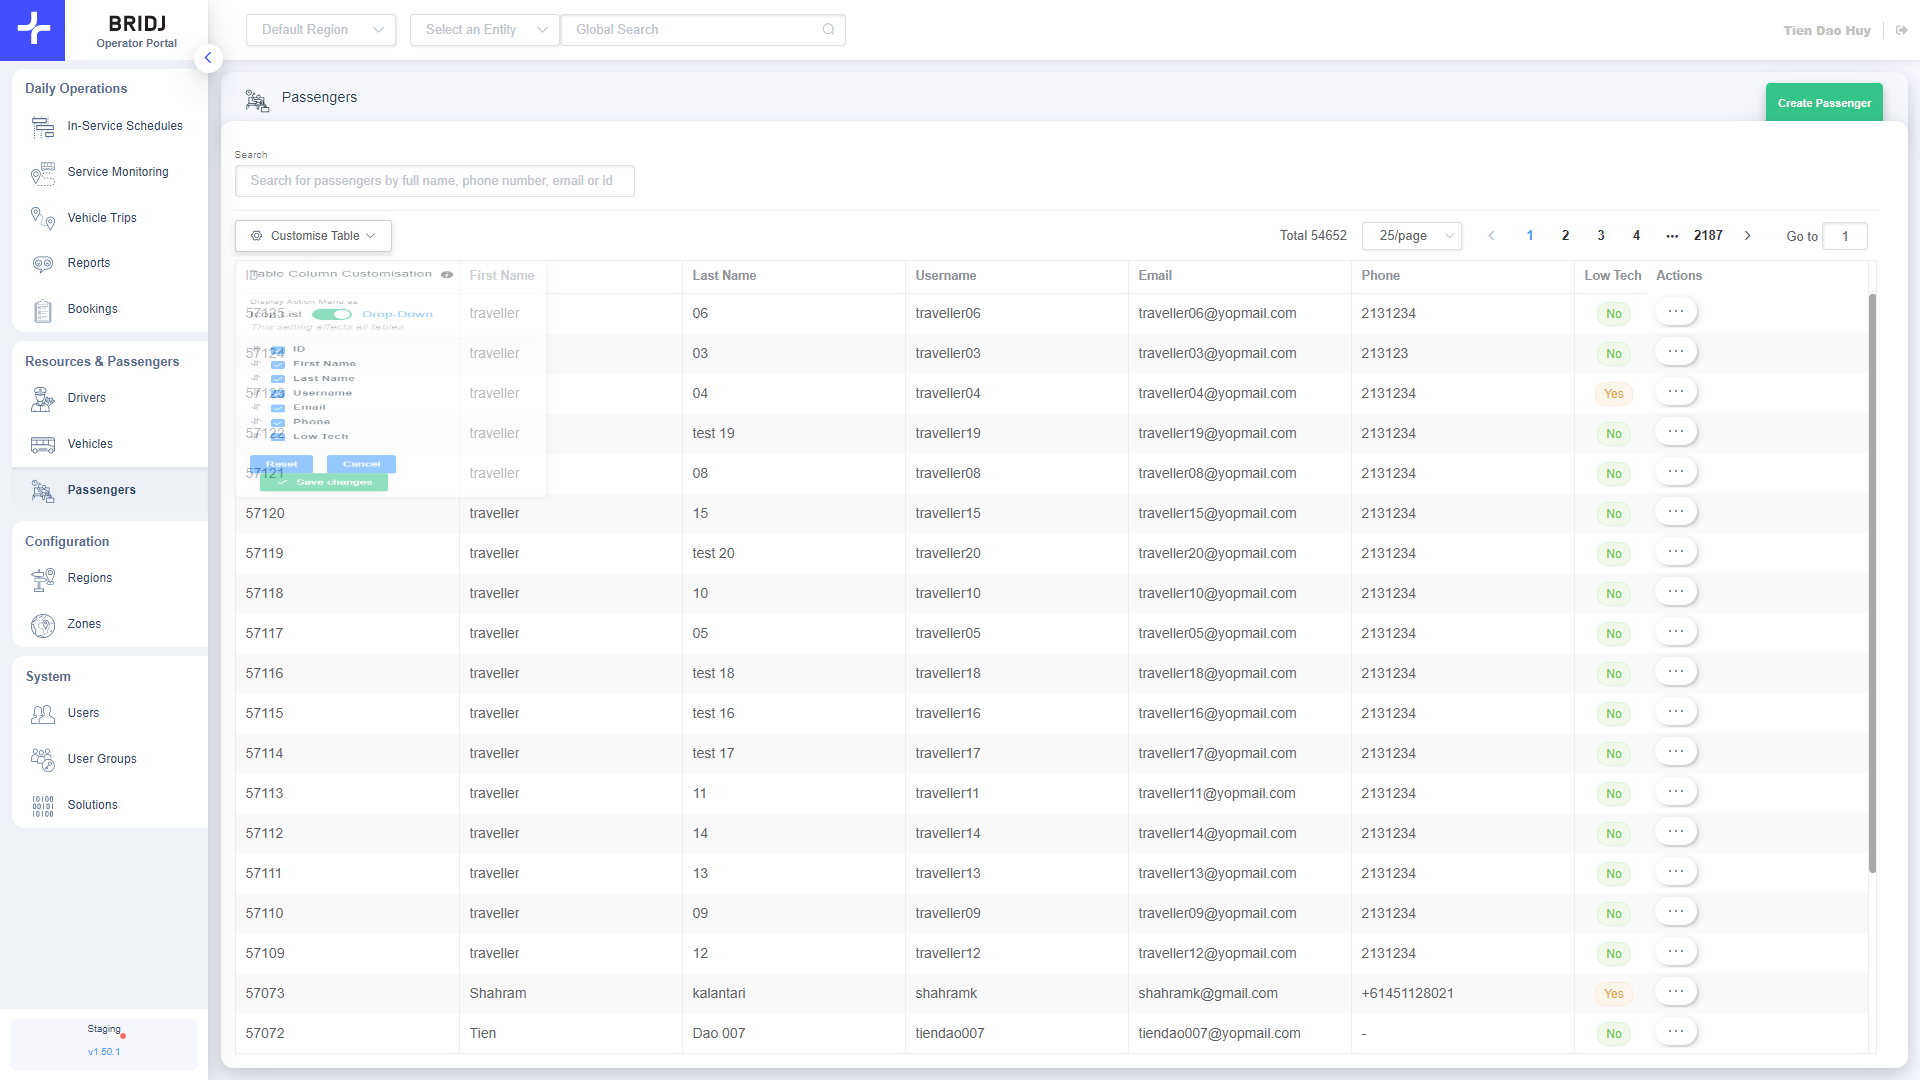 BRIDJ
Operator Portal
Default Region
Select an Entity
Global Search
Tien Dao Huy
Daily Operations
In-Service Schedules
Service Monitoring
Vehicle Trips
Reports
Bookings
Resources & Passengers
Drivers
Vehicles
Passengers
Configuration
Regions
Zones
System
Users
User Groups
Solutions
Staging
v1.50.1
Passengers
Create Passenger
Search
Search for passengers by full name, phone number, email or id
Customise Table
Total 54652
25/page
1 2 3 4 ... 2187
Go to 1
Table Column Customisation
Display Action Menu as
Icon List Drop-Down
This setting effects all tables.
ID
First Name
Last Name
Username
Email
Phone
Low Tech
Reset Cancel
Save changes
ID First Name Last Name Username Email Phone Low Tech Actions
57125 traveller 06 traveller06 traveller06@yopmail.com 2131234 No ...
57124 traveller 03 traveller03 traveller03@yopmail.com 213123 No ...
57123 traveller 04 traveller04 traveller04@yopmail.com 2131234 Yes ...
57122 traveller test 19 traveller19 traveller19@yopmail.com 2131234 No ...
57121 traveller 08 traveller08 traveller08@yopmail.com 2131234 No ...
57120 traveller 15 traveller15 traveller15@yopmail.com 2131234 No ...
57119 traveller test 20 traveller20 traveller20@yopmail.com 2131234 No ...
57118 traveller 10 traveller10 traveller10@yopmail.com 2131234 No ...
57117 traveller 05 traveller05 traveller05@yopmail.com 2131234 No ...
57116 traveller test 18 traveller18 traveller18@yopmail.com 2131234 No ...
57115 traveller test 16 traveller16 traveller16@yopmail.com 2131234 No ...
57114 traveller test 17 traveller17 traveller17@yopmail.com 2131234 No ...
57113 traveller 11 traveller11 traveller11@yopmail.com 2131234 No ...
57112 traveller 14 traveller14 traveller14@yopmail.com 2131234 No ...
57111 traveller 13 traveller13 traveller13@yopmail.com 2131234 No ...
57110 traveller 09 traveller09 traveller09@yopmail.com 2131234 No ...
57109 traveller 12 traveller12 traveller12@yopmail.com 2131234 No ...
57073 Shahram kalantari shahramk shahramk@gmail.com +61451128021 Yes ...
57072 Tien Dao 007 tiendao007 tiendao007@yopmail.com - No ...